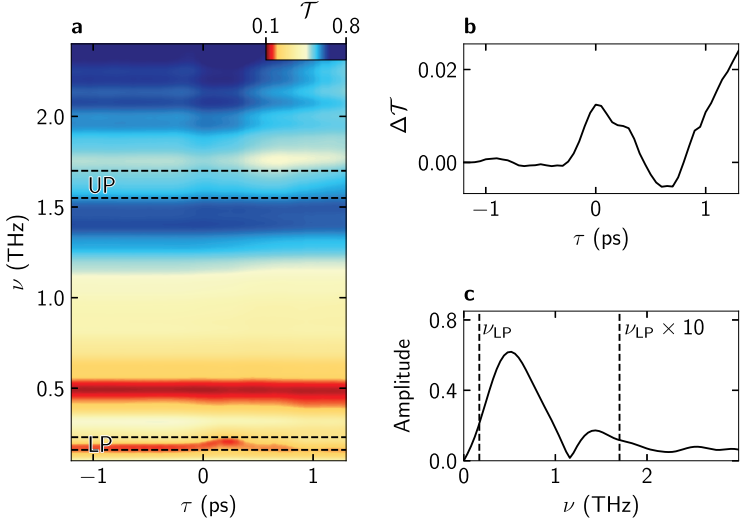 a
𝒯
0.1
0.8
2.0
1.5
1.0
0.5
ν (THz)
UP
LP
−1
0
1
τ (ps)
b
0.02
0.00
Δ𝒯
−1
0
1
τ (ps)
c
0.8
0.4
0.0
Amplitude
ν_LP
ν_LP × 10
0
1
2
ν (THz)